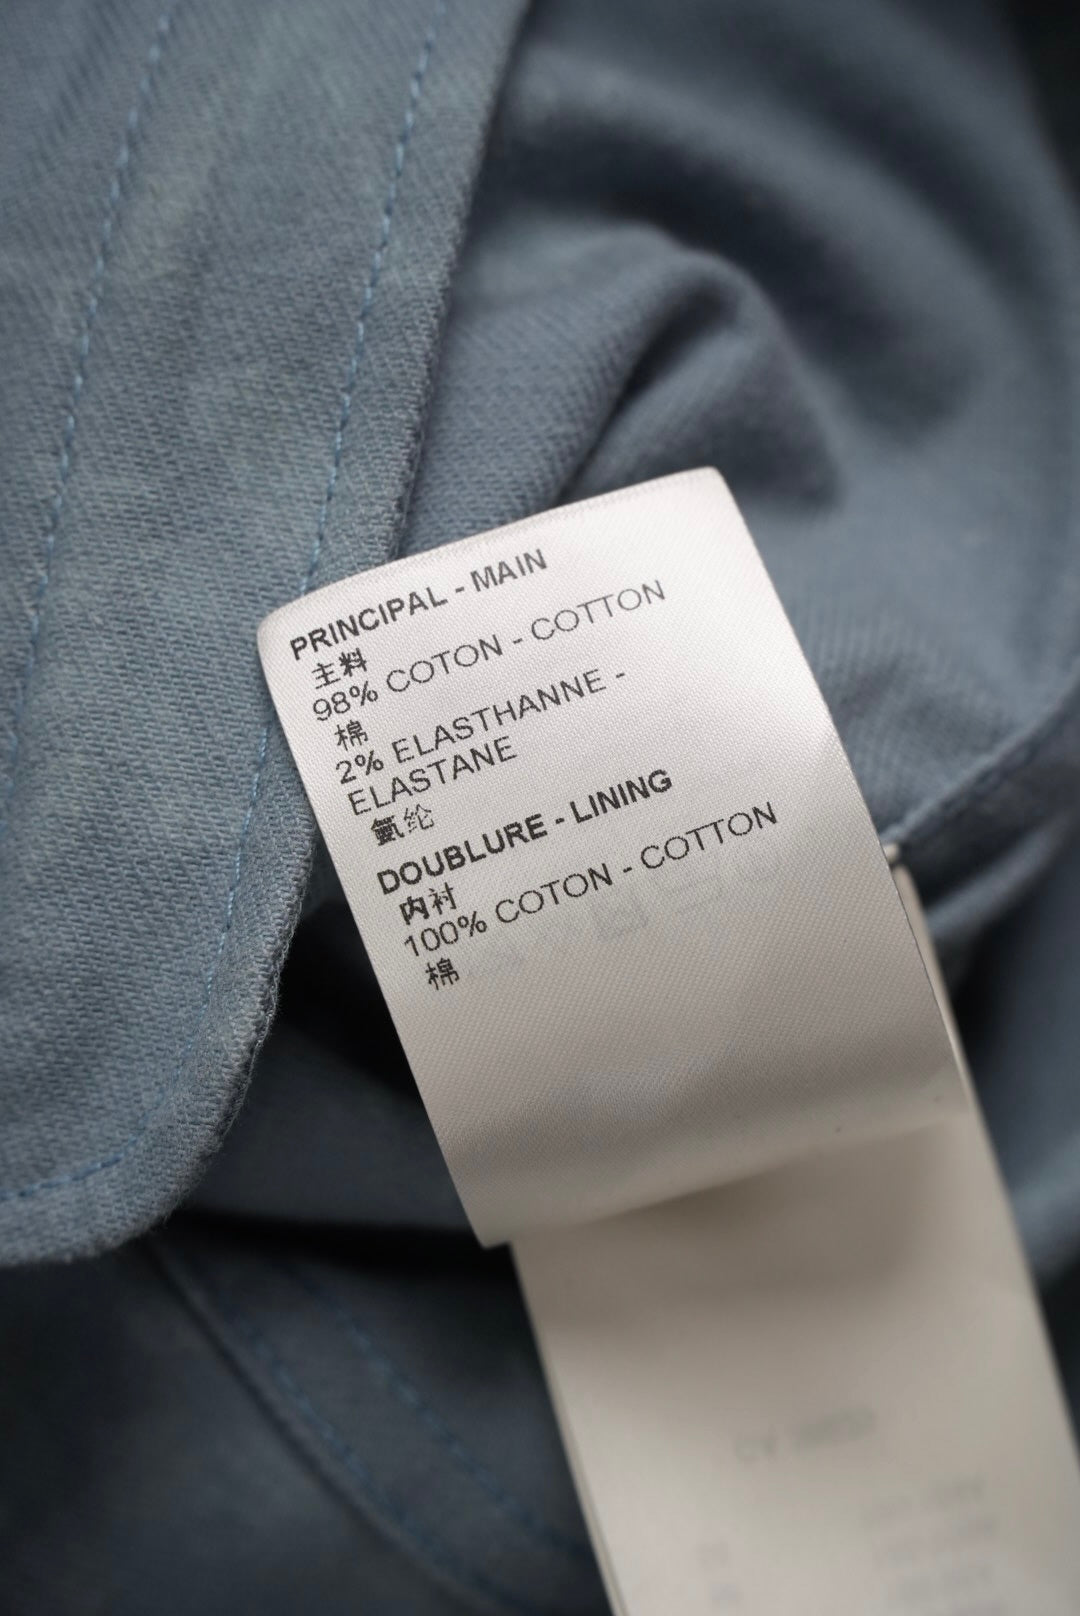 PRINCIPAL - MAIN
主料
98% COTON - COTTON
棉
2% ELASTHANNE -
ELASTANE
氨纶
DOUBLURE - LINING
内衬
100% COTON - COTTON
棉